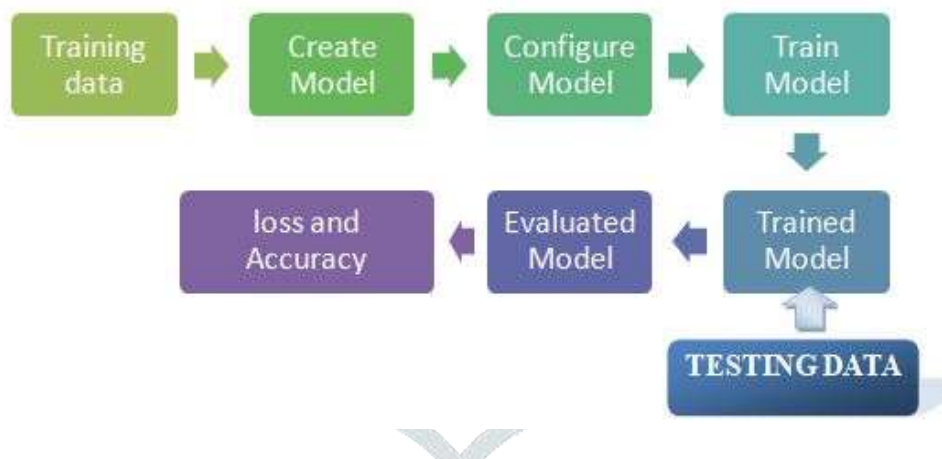 Training
data
Create
Model
Configure
Model
Train
Model
loss and
Accuracy
Evaluated
Model
Trained
Model
TESTING DATA